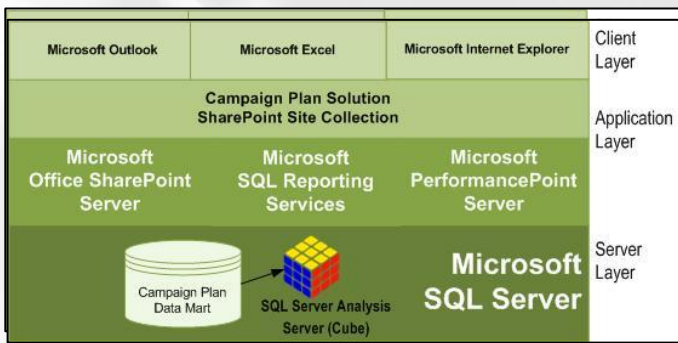 Microsoft Outlook
Microsoft Excel
Microsoft Internet Explorer
Client
Layer
Campaign Plan Solution
SharePoint Site Collection
Application
Layer
Microsoft
Office SharePoint
Server
Microsoft
SQL Reporting
Services
Microsoft
PerformancePoint
Server
Campaign Plan
Data Mart
SQL Server Analysis
Server (Cube)
Microsoft
SQL Server
Server
Layer